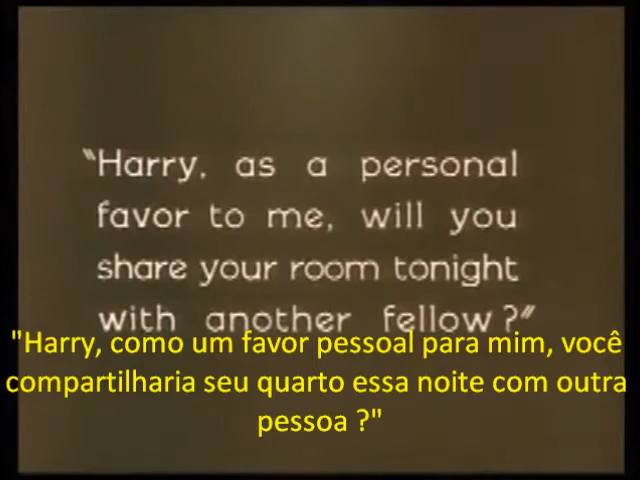 “Harry, as a personal
favor to me, will you
share your room tonight
with another fellow?”
"Harry, como um favor pessoal para mim, você
compartilharia seu quarto essa noite com outra
pessoa ?"